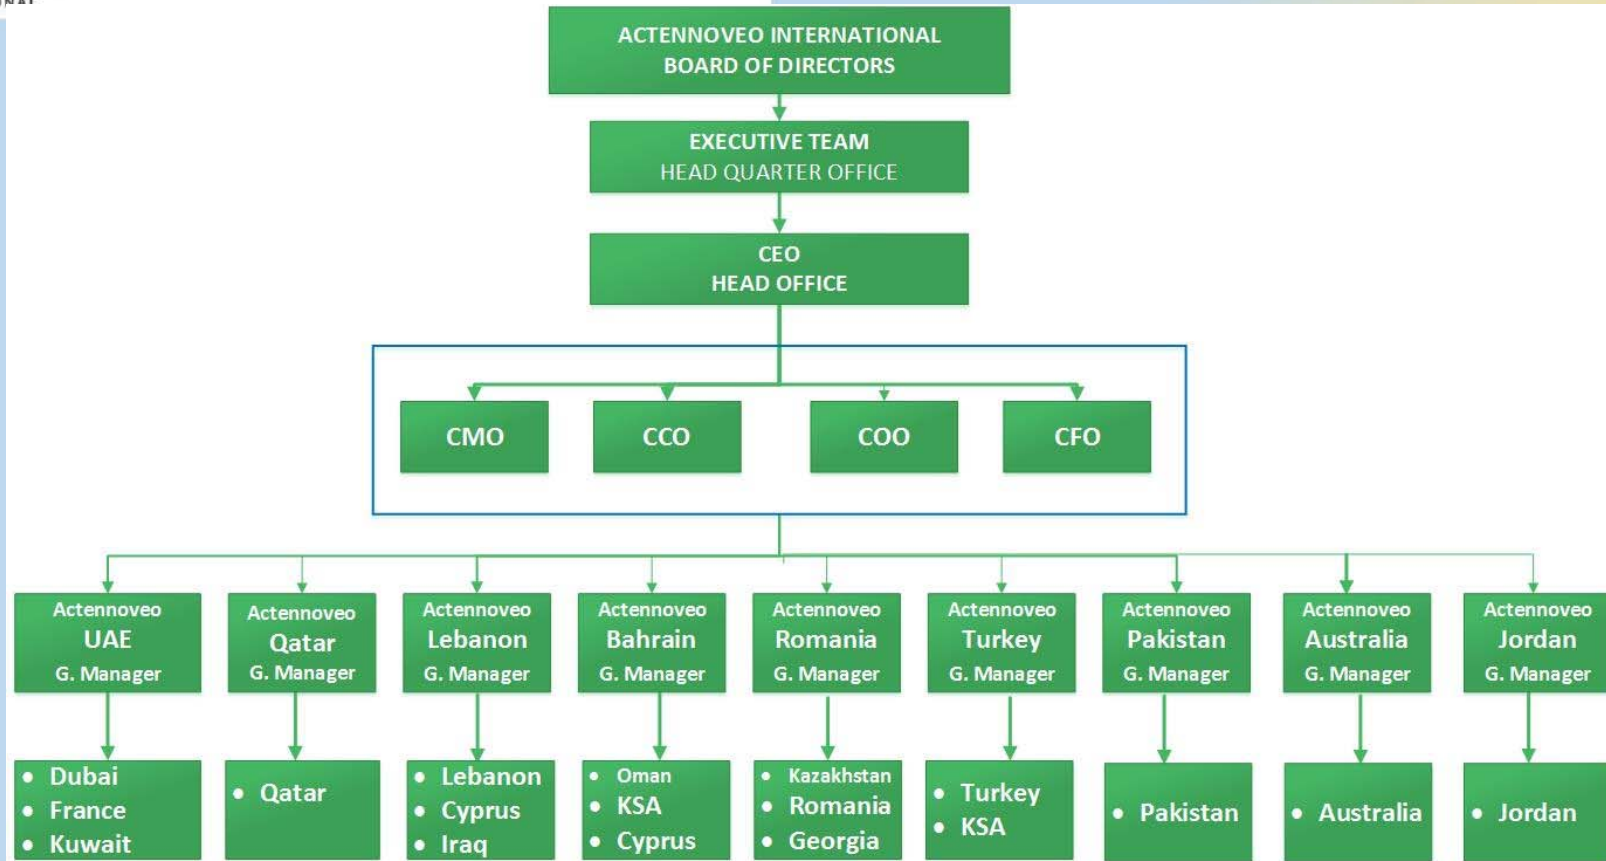 ACTENNOVEO INTERNATIONAL
BOARD OF DIRECTORS
EXECUTIVE TEAM
HEAD QUARTER OFFICE
CEO
HEAD OFFICE
CMO
CCO
COO
CFO
Actennoveo
UAE
G. Manager
Actennoveo
Qatar
G. Manager
Actennoveo
Lebanon
G. Manager
Actennoveo
Bahrain
G. Manager
Actennoveo
Romania
G. Manager
Actennoveo
Turkey
G. Manager
Actennoveo
Pakistan
G. Manager
Actennoveo
Australia
G. Manager
Actennoveo
Jordan
G. Manager
• Dubai
• France
• Kuwait
• Qatar
• Lebanon
• Cyprus
• Iraq
• Oman
• KSA
• Cyprus
• Kazakhstan
• Romania
• Georgia
• Turkey
• KSA
• Pakistan
• Australia
• Jordan